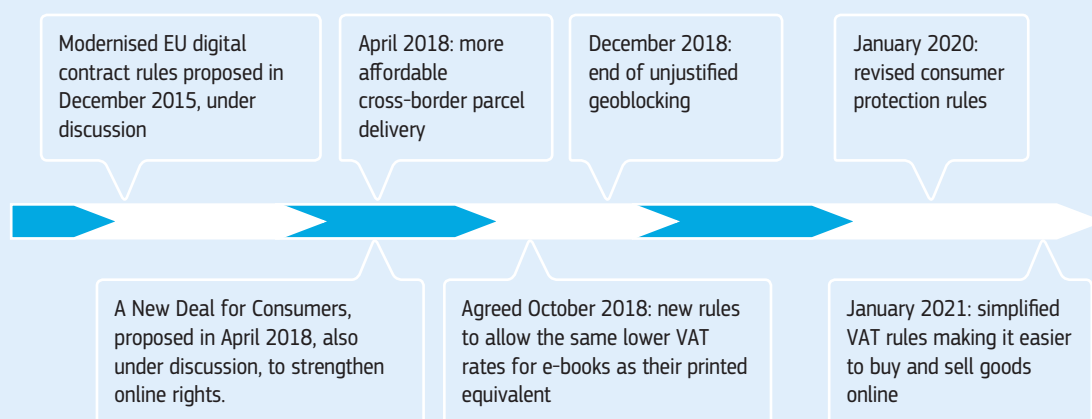 Modernised EU digital
contract rules proposed in
December 2015, under
discussion
April 2018: more
affordable
cross-border parcel
delivery
December 2018:
end of unjustified
geoblocking
January 2020:
revised consumer
protection rules
A New Deal for Consumers,
proposed in April 2018, also
under discussion, to strengthen
online rights.
Agreed October 2018: new rules
to allow the same lower VAT
rates for e-books as their printed
equivalent
January 2021: simplified
VAT rules making it easier
to buy and sell goods
online